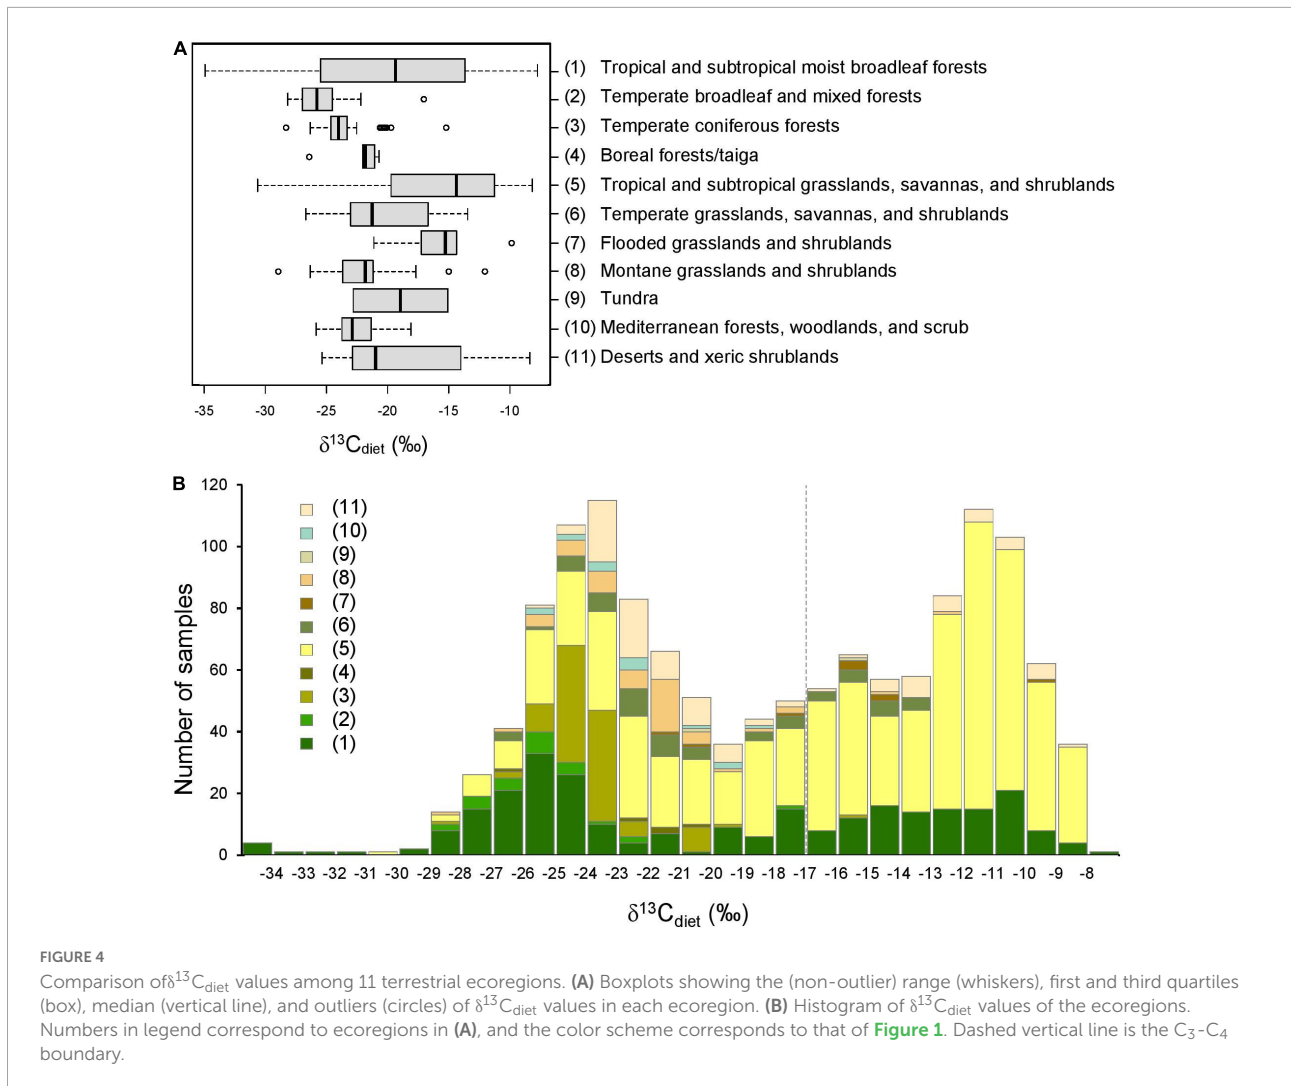 A
(1) Tropical and subtropical moist broadleaf forests
(2) Temperate broadleaf and mixed forests
(3) Temperate coniferous forests
(4) Boreal forests/taiga
(5) Tropical and subtropical grasslands, savannas, and shrublands
(6) Temperate grasslands, savannas, and shrublands
(7) Flooded grasslands and shrublands
(8) Montane grasslands and shrublands
(9) Tundra
(10) Mediterranean forests, woodlands, and scrub
(11) Deserts and xeric shrublands
-35 -30 -25 -20 -15 -10
δ13Cdiet (‰)
B
120
100
80
60
40
20
0
Number of samples
(11)
(10)
(9)
(8)
(7)
(6)
(5)
(4)
(3)
(2)
(1)
-34 -33 -32 -31 -30 -29 -28 -27 -26 -25 -24 -23 -22 -21 -20 -19 -18 -17 -16 -15 -14 -13 -12 -11 -10 -9 -8
δ13Cdiet (‰)
FIGURE 4
Comparison ofδ13Cdiet values among 11 terrestrial ecoregions. (A) Boxplots showing the (non-outlier) range (whiskers), first and third quartiles
(box), median (vertical line), and outliers (circles) of δ13Cdiet values in each ecoregion. (B) Histogram of δ13Cdiet values of the ecoregions.
Numbers in legend correspond to ecoregions in (A), and the color scheme corresponds to that of Figure 1. Dashed vertical line is the C3-C4
boundary.